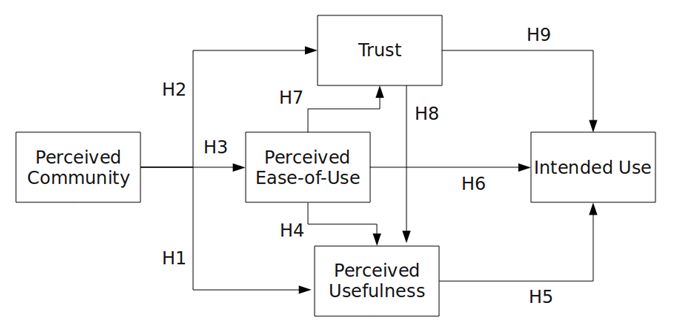 Trust
H9
H2
H7
H8
H3
Perceived
Community
Perceived
Ease-of-Use
Intended Use
H6
H4
H1
Perceived
Usefulness
H5